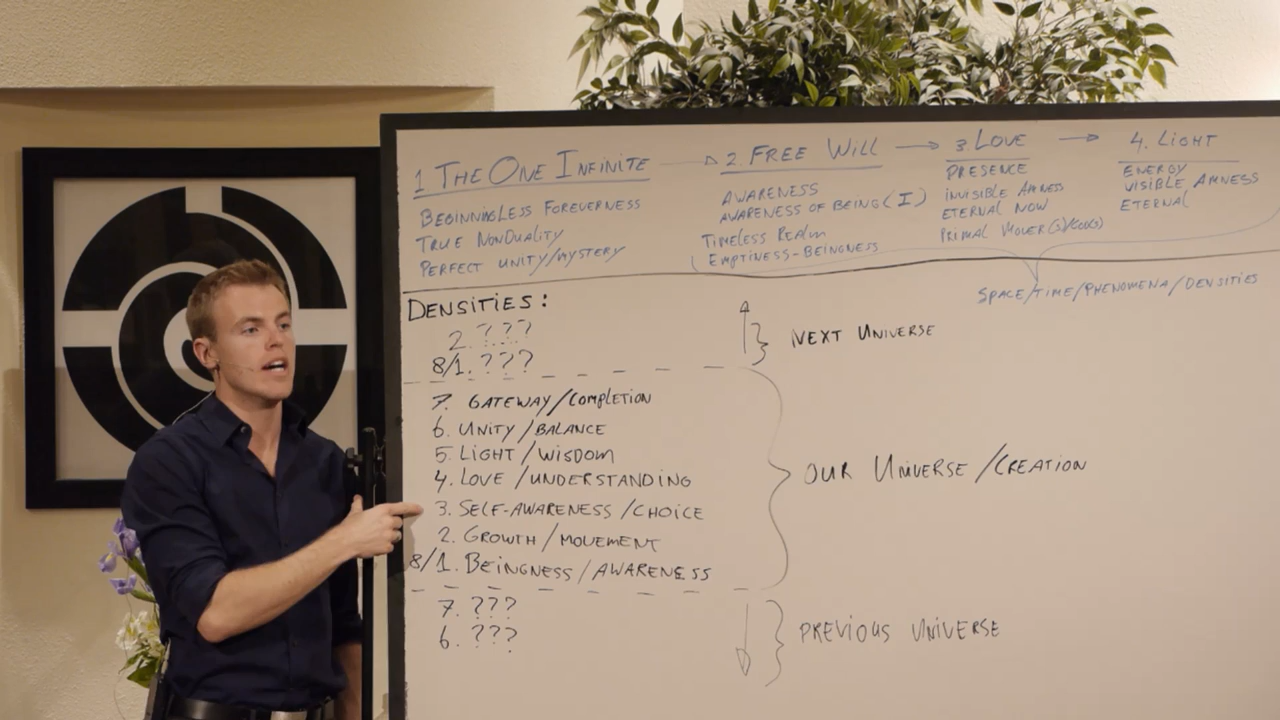 1 THE ONE INFINITE → 2. FREE WILL → 3 LOVE → 4. LIGHT
BEGINNINGLESS FOREVERNESS
TRUE NONDUALITY
PERFECT UNITY/MYSTERY
AWARENESS
AWARENESS OF BEING (I)
TIMELESS REALM
EMPTINESS-BEINGNESS
PRESENCE
INVISIBLE AMNESS
ETERNAL NOW
PRIMAL MOVER(S)/GOD(S)
ENERGY
VISIBLE AMNESS
ETERNAL
SPACE/TIME/PHENOMENA/DENSITIES
DENSITIES:
2. ???
8/1. ???
NEXT UNIVERSE
7. GATEWAY/COMPLETION
6. UNITY/BALANCE
5. LIGHT/WISDOM
4. LOVE/UNDERSTANDING
3. SELF-AWARENESS/CHOICE
2. GROWTH/MOVEMENT
8/1. BEINGNESS/AWARENESS
OUR UNIVERSE/CREATION
7. ???
6. ???
PREVIOUS UNIVERSE